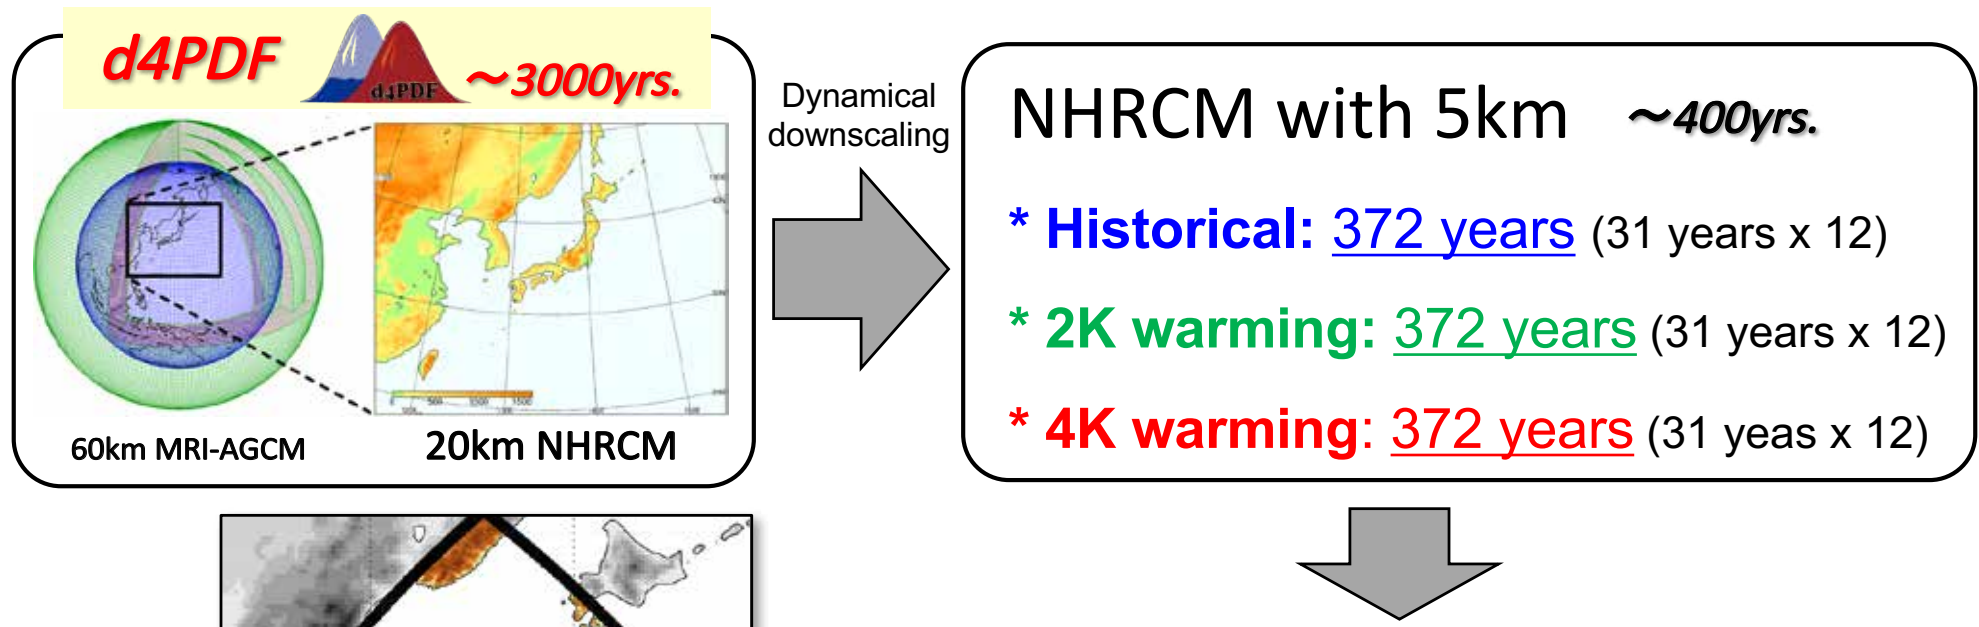 d4PDF
d4PDF
~3000yrs.
60km MRI-AGCM
20km NHRCM
Dynamical
downscaling
NHRCM with 5km ~400yrs.
* Historical: 372 years (31 years x 12)
* 2K warming: 372 years (31 years x 12)
* 4K warming: 372 years (31 yeas x 12)